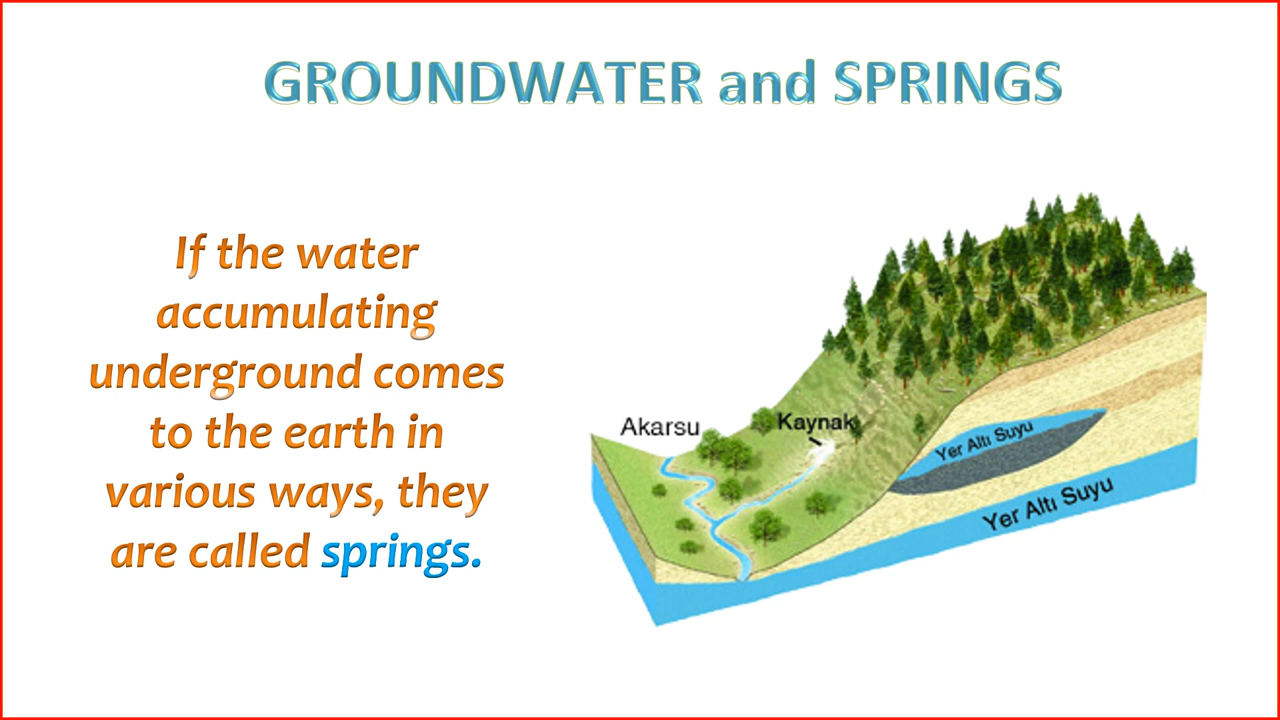 GROUNDWATER and SPRINGS
If the water
accumulating
underground comes
to the earth in
various ways, they
are called springs.
Akarsu
Kaynak
Yer Altı Suyu
Yer Altı Suyu